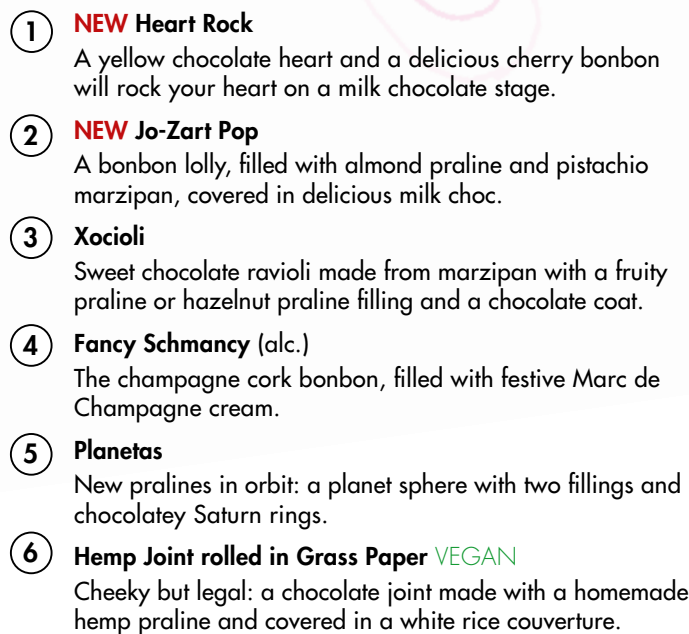 1 NEW Heart Rock
A yellow chocolate heart and a delicious cherry bonbon
will rock your heart on a milk chocolate stage.
2 NEW Jo-Zart Pop
A bonbon lolly, filled with almond praline and pistachio
marzipan, covered in delicious milk choc.
3 Xocioli
Sweet chocolate ravioli made from marzipan with a fruity
praline or hazelnut praline filling and a chocolate coat.
4 Fancy Schmancy (alc.)
The champagne cork bonbon, filled with festive Marc de
Champagne cream.
5 Planetas
New pralines in orbit: a planet sphere with two fillings and
chocolatey Saturn rings.
6 Hemp Joint rolled in Grass Paper VEGAN
Cheeky but legal: a chocolate joint made with a homemade
hemp praline and covered in a white rice couverture.